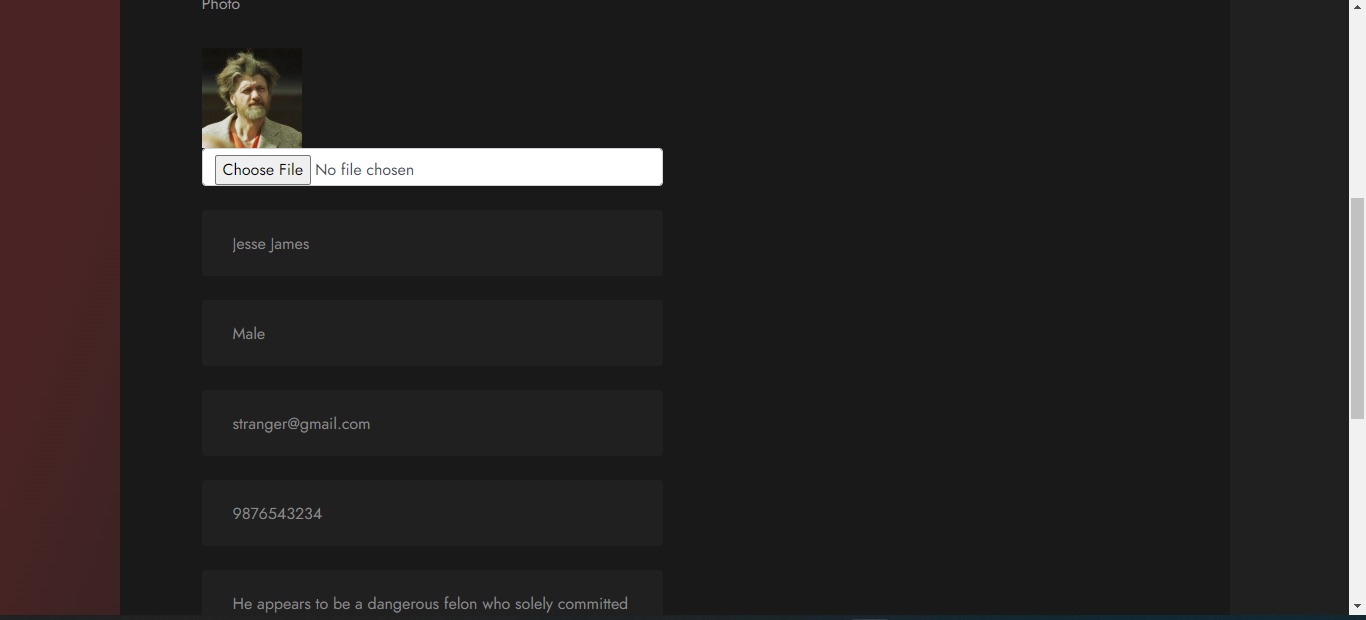 Photo
Choose File No file chosen
Jesse James
Male
stranger@gmail.com
9876543234
He appears to be a dangerous felon who solely committed